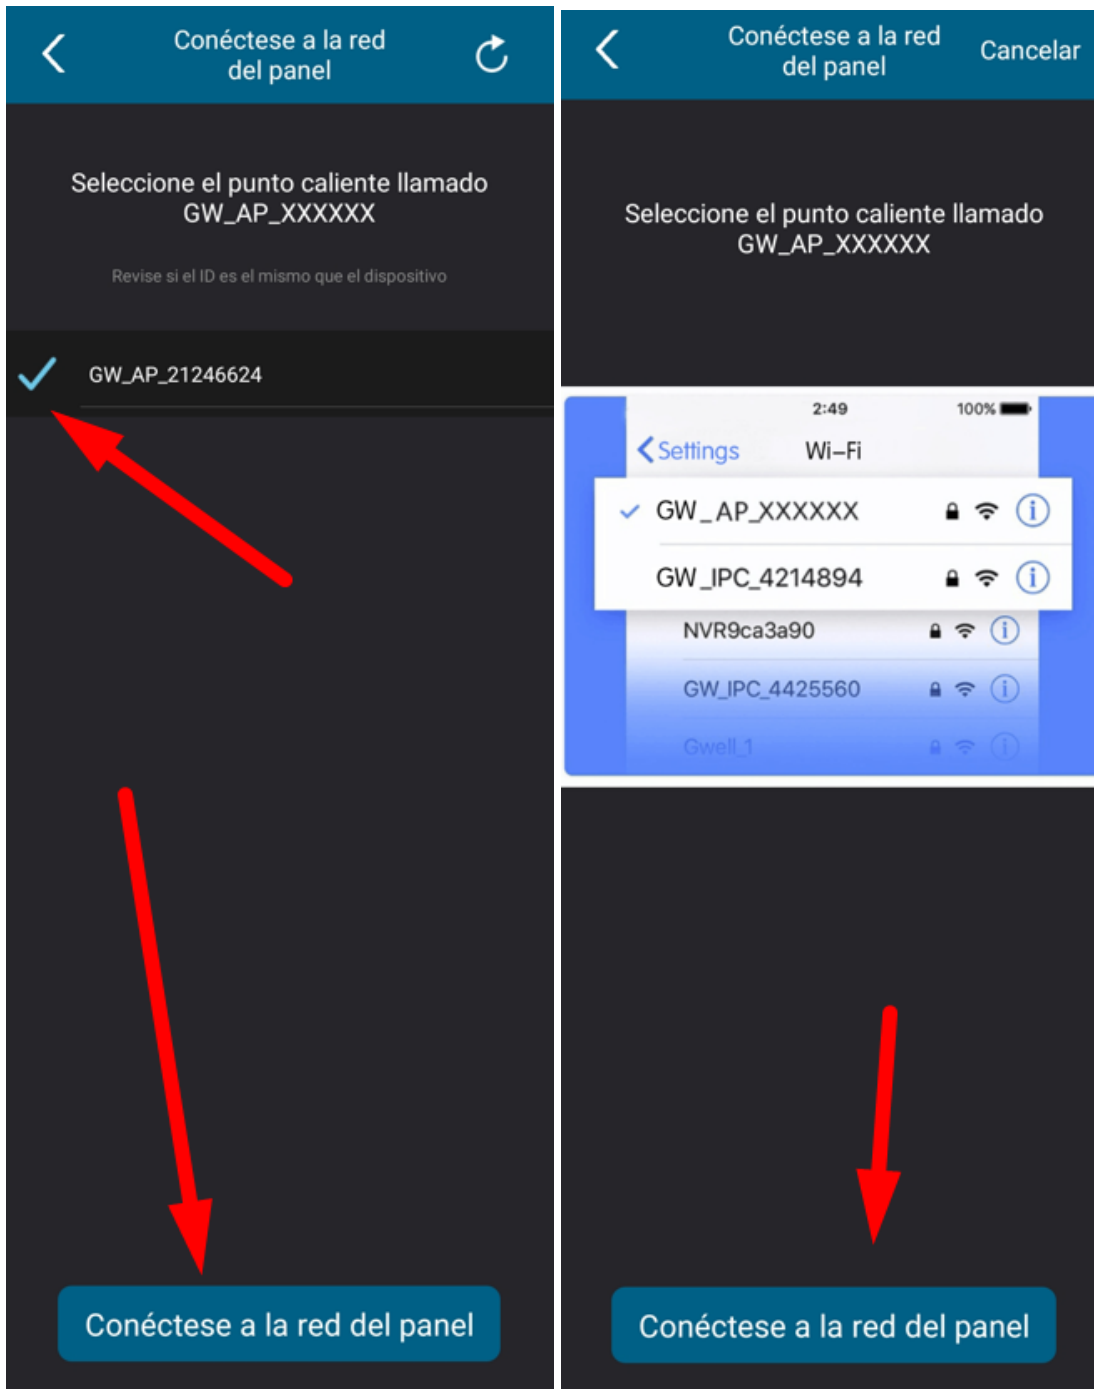 Conéctese a la red
del panel
Seleccione el punto caliente llamado
GW_AP_XXXXXX
Revise si el ID es el mismo que el dispositivo
GW_AP_21246624
Conéctese a la red del panel
Conéctese a la red
del panel
Cancelar
Seleccione el punto caliente llamado
GW_AP_XXXXXX
2:49 100%
Settings Wi-Fi
GW_AP_XXXXXX
GW_IPC_4214894
NVR9ca3a90
GW_IPC_4425560
Gwell_1
Conéctese a la red del panel